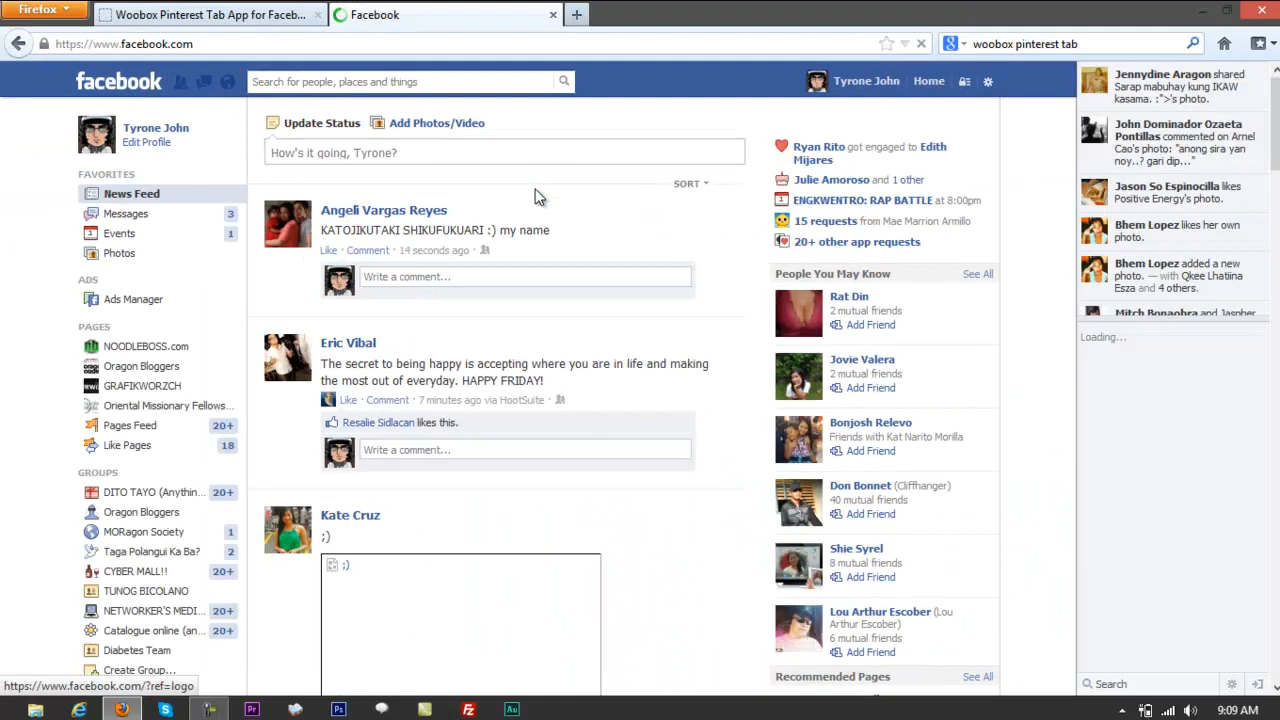 Firefox
Woobox Pinterest Tab App for Faceb...
Facebook
https://www.facebook.com
woobox pinterest tab
facebook
Search for people, places and things
Tyrone John
Home
Tyrone John
Edit Profile
FAVORITES
News Feed
Messages
3
Events
1
Photos
ADS
Ads Manager
PAGES
NOODLEBOSS.com
Oragon Bloggers
GRAFIKWORZCH
Oriental Missionary Fellows...
Pages Feed
20+
Like Pages
18
GROUPS
DITO TAYO (Anythin...
20+
Oragon Bloggers
MORagon Society
1
Taga Polangui Ka Ba?
2
CYBER MALL!!
20+
TUNOG BICOLANO
NETWORKER'S MEDI...
20+
Catalogue online (an...
20+
Diabetes Team
Create Group...
https://www.facebook.com/?ref=logo
Update Status
Add Photos/Video
How's it going, Tyrone?
SORT
Angeli Vargas Reyes
KATOJIKUTAKI SHIKUFUKUARI :) my name
Like · Comment · 14 seconds ago ·
Write a comment...
Eric Vibal
The secret to being happy is accepting where you are in life and making
the most out of everyday. HAPPY FRIDAY!
Like · Comment · 7 minutes ago via HootSuite ·
Resalie Sidlacan likes this.
Write a comment...
Kate Cruz
;)
;)
Ryan Rito got engaged to Edith
Mijares
Julie Amoroso and 1 other
ENGKWENTRO: RAP BATTLE at 8:00pm
15 requests from Mae Marrion Armillo
20+ other app requests
People You May Know
See All
Rat Din
2 mutual friends
Add Friend
Jovie Valera
2 mutual friends
Add Friend
Bonjosh Relevo
Friends with Kat Narito Morilla
Add Friend
Don Bonnet (Cliffhanger)
40 mutual friends
Add Friend
Shie Syrel
8 mutual friends
Add Friend
Lou Arthur Escober (Lou
Arthur Escober)
6 mutual friends
Add Friend
Recommended Pages
See All
Jennydine Aragon shared
Sarap mabuhay kung IKAW
kasama. :">'s photo.
John Dominador Ozaeta
Pontillas commented on Arnel
Cao's photo: "anong sira yan
noy..? gari dip..."
Jason So Espinocilla likes
Positive Energy's photo.
Bhem Lopez likes her own
photo.
Bhem Lopez added a new
photo. — with Qkee Lhatiina
Esza and 4 others.
Mitch Bonaobra and Jaspher
Loading...
Search
9:09 AM